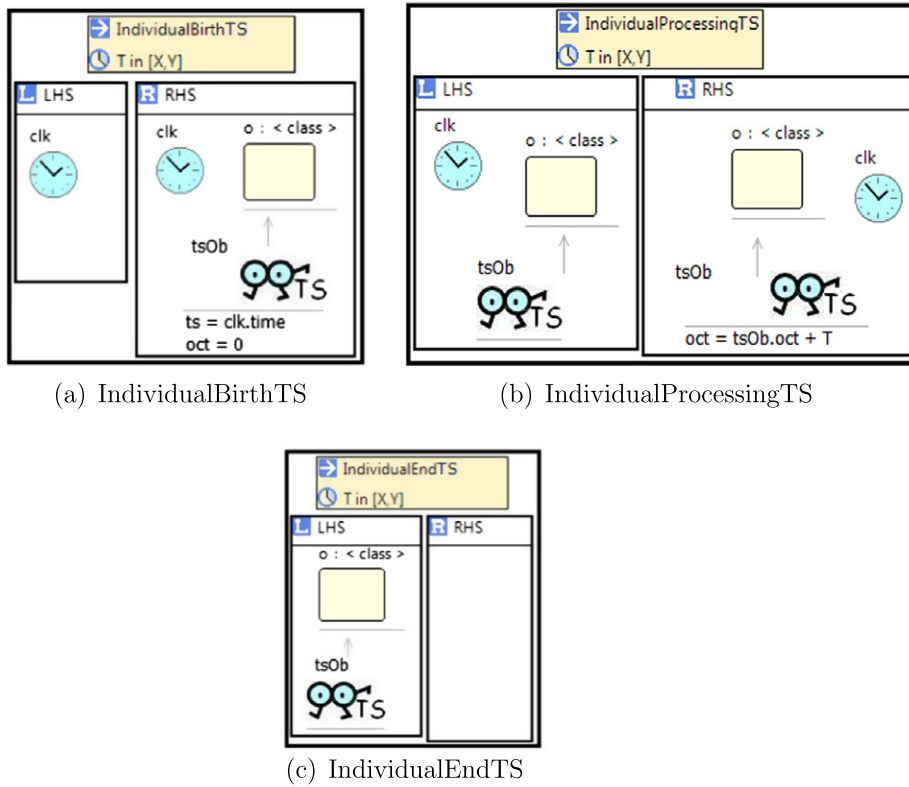 IndividualBirthTS
T in [X,Y]
L LHS
R RHS
clk
clk
o : < class >
tsOb
TS
ts = clk.time
oct = 0
(a) IndividualBirthTS
IndividualProcessingTS
T in [X,Y]
L LHS
R RHS
clk
o : < class >
tsOb
TS
o : < class >
clk
tsOb
TS
oct = tsOb.oct + T
(b) IndividualProcessingTS
IndividualEndTS
T in [X,Y]
L LHS
R RHS
o : < class >
tsOb
TS
(c) IndividualEndTS